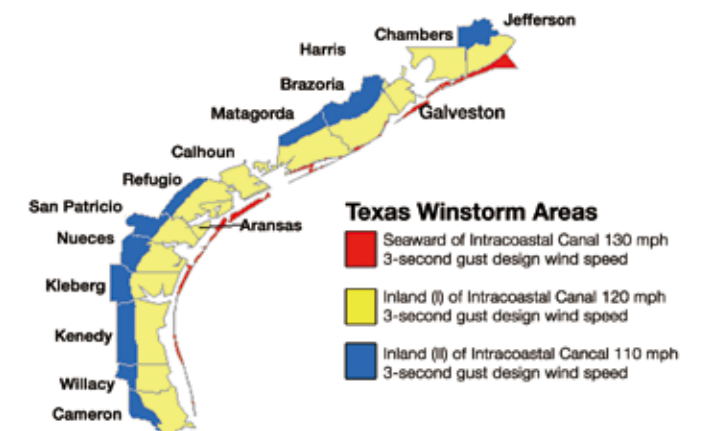 Jefferson
Chambers
Harris
Brazoria
Matagorda
Galveston
Calhoun
Refugio
San Patricio
Aransas
Nueces
Kleberg
Kenedy
Willacy
Cameron
Texas Winstorm Areas
Seaward of Intracoastal Canal 130 mph
3-second gust design wind speed
Inland (I) of Intracoastal Canal 120 mph
3-second gust design wind speed
Inland (II) of Intracoastal Cancal 110 mph
3-second gust design wind speed